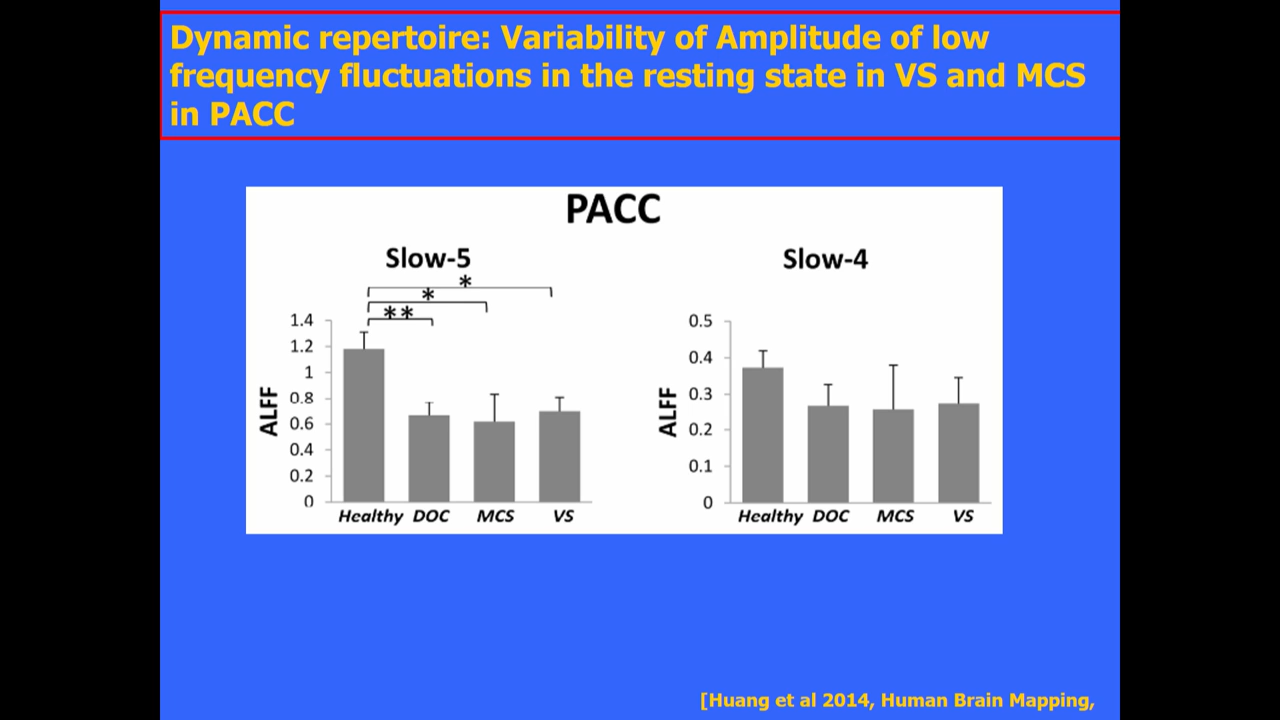 Dynamic repertoire: Variability of Amplitude of low
frequency fluctuations in the resting state in VS and MCS
in PACC
PACC
Slow-5
*
*
**
1.4
1.2
1
0.8
0.6
0.4
0.2
0
ALFF
Healthy DOC MCS VS
Slow-4
0.5
0.4
0.3
0.2
0.1
0
ALFF
Healthy DOC MCS VS
[Huang et al 2014, Human Brain Mapping,